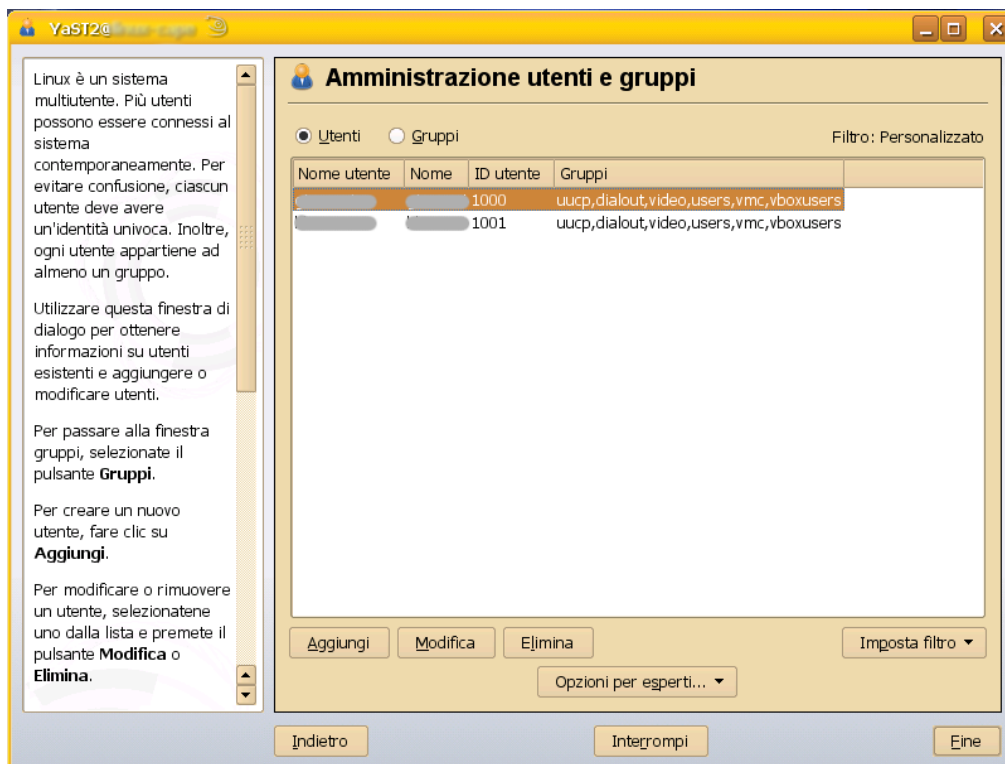 YaST2@
Linux è un sistema
multiutente. Più utenti
possono essere connessi al
sistema
contemporaneamente. Per
evitare confusione, ciascun
utente deve avere
un'identità univoca. Inoltre,
ogni utente appartiene ad
almeno un gruppo.
Utilizzare questa finestra di
dialogo per ottenere
informazioni su utenti
esistenti e aggiungere o
modificare utenti.
Per passare alla finestra
gruppi, selezionate il
pulsante Gruppi.
Per creare un nuovo
utente, fare clic su
Aggiungi.
Per modificare o rimuovere
un utente, selezionatene
uno dalla lista e premete il
pulsante Modifica o
Elimina.
Amministrazione utenti e gruppi
Utenti Gruppi Filtro: Personalizzato
Nome utente Nome ID utente Gruppi
1000 uucp,dialout,video,users,vmc,vboxusers
1001 uucp,dialout,video,users,vmc,vboxusers
Aggiungi Modifica Elimina Imposta filtro
Opzioni per esperti...
Indietro Interrompi Fine